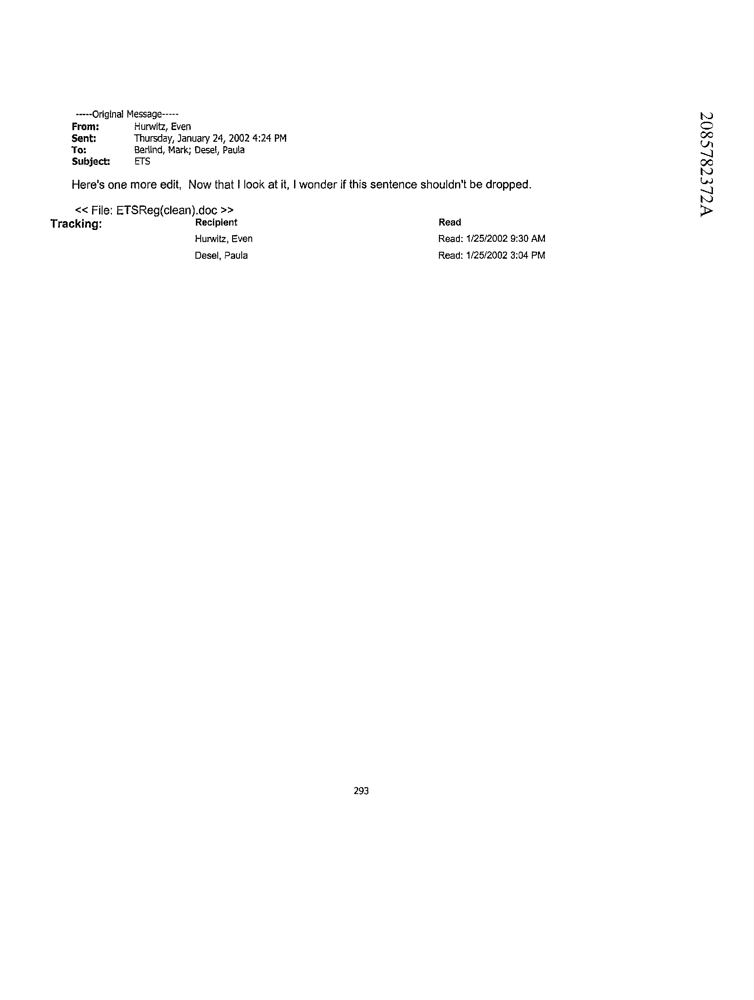 -----Original Message-----
From: Hurwitz, Even
Sent: Thursday, January 24, 2002 4:24 PM
To: Berlind, Mark; Desel, Paula
Subject: ETS
Here's one more edit, Now that I look at it, I wonder if this sentence shouldn't be dropped.
<< File: ETSReg(clean).doc >>
Tracking: Recipient Read
Hurwitz, Even Read: 1/25/2002 9:30 AM
Desel, Paula Read: 1/25/2002 3:04 PM
293
2085782372A